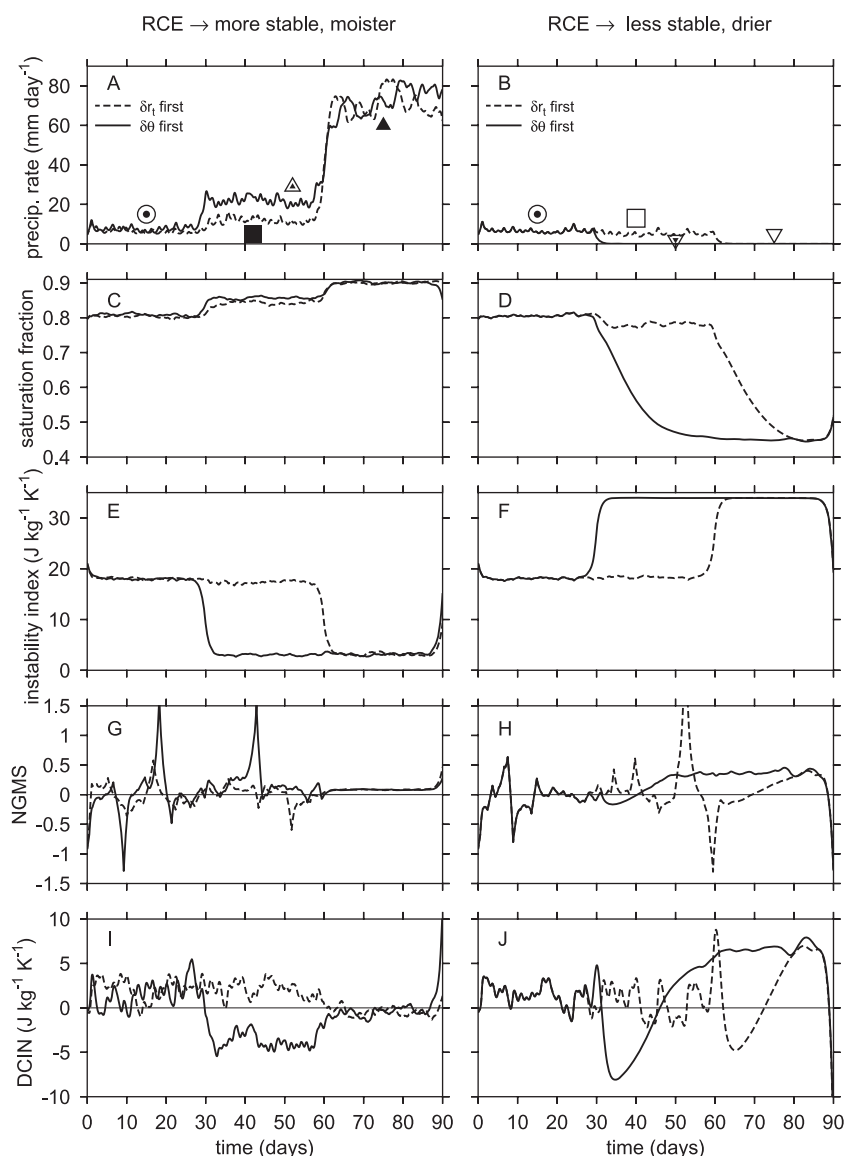 RCE → more stable, moister
RCE → less stable, drier
A
δrt first
δθ first
precip. rate (mm day⁻¹)
80
60
40
20
0
B
δrt first
δθ first
C
saturation fraction
0.9
0.8
0.7
0.6
0.5
0.4
D
E
instability index (J kg⁻¹ K⁻¹)
30
20
10
0
F
G
NGMS
1.5
1
0.5
0
-0.5
-1
-1.5
H
I
DCIN (J kg⁻¹ K⁻¹)
10
5
0
-5
-10
J
0 10 20 30 40 50 60 70 80 90
0 10 20 30 40 50 60 70 80 90
time (days)
time (days)